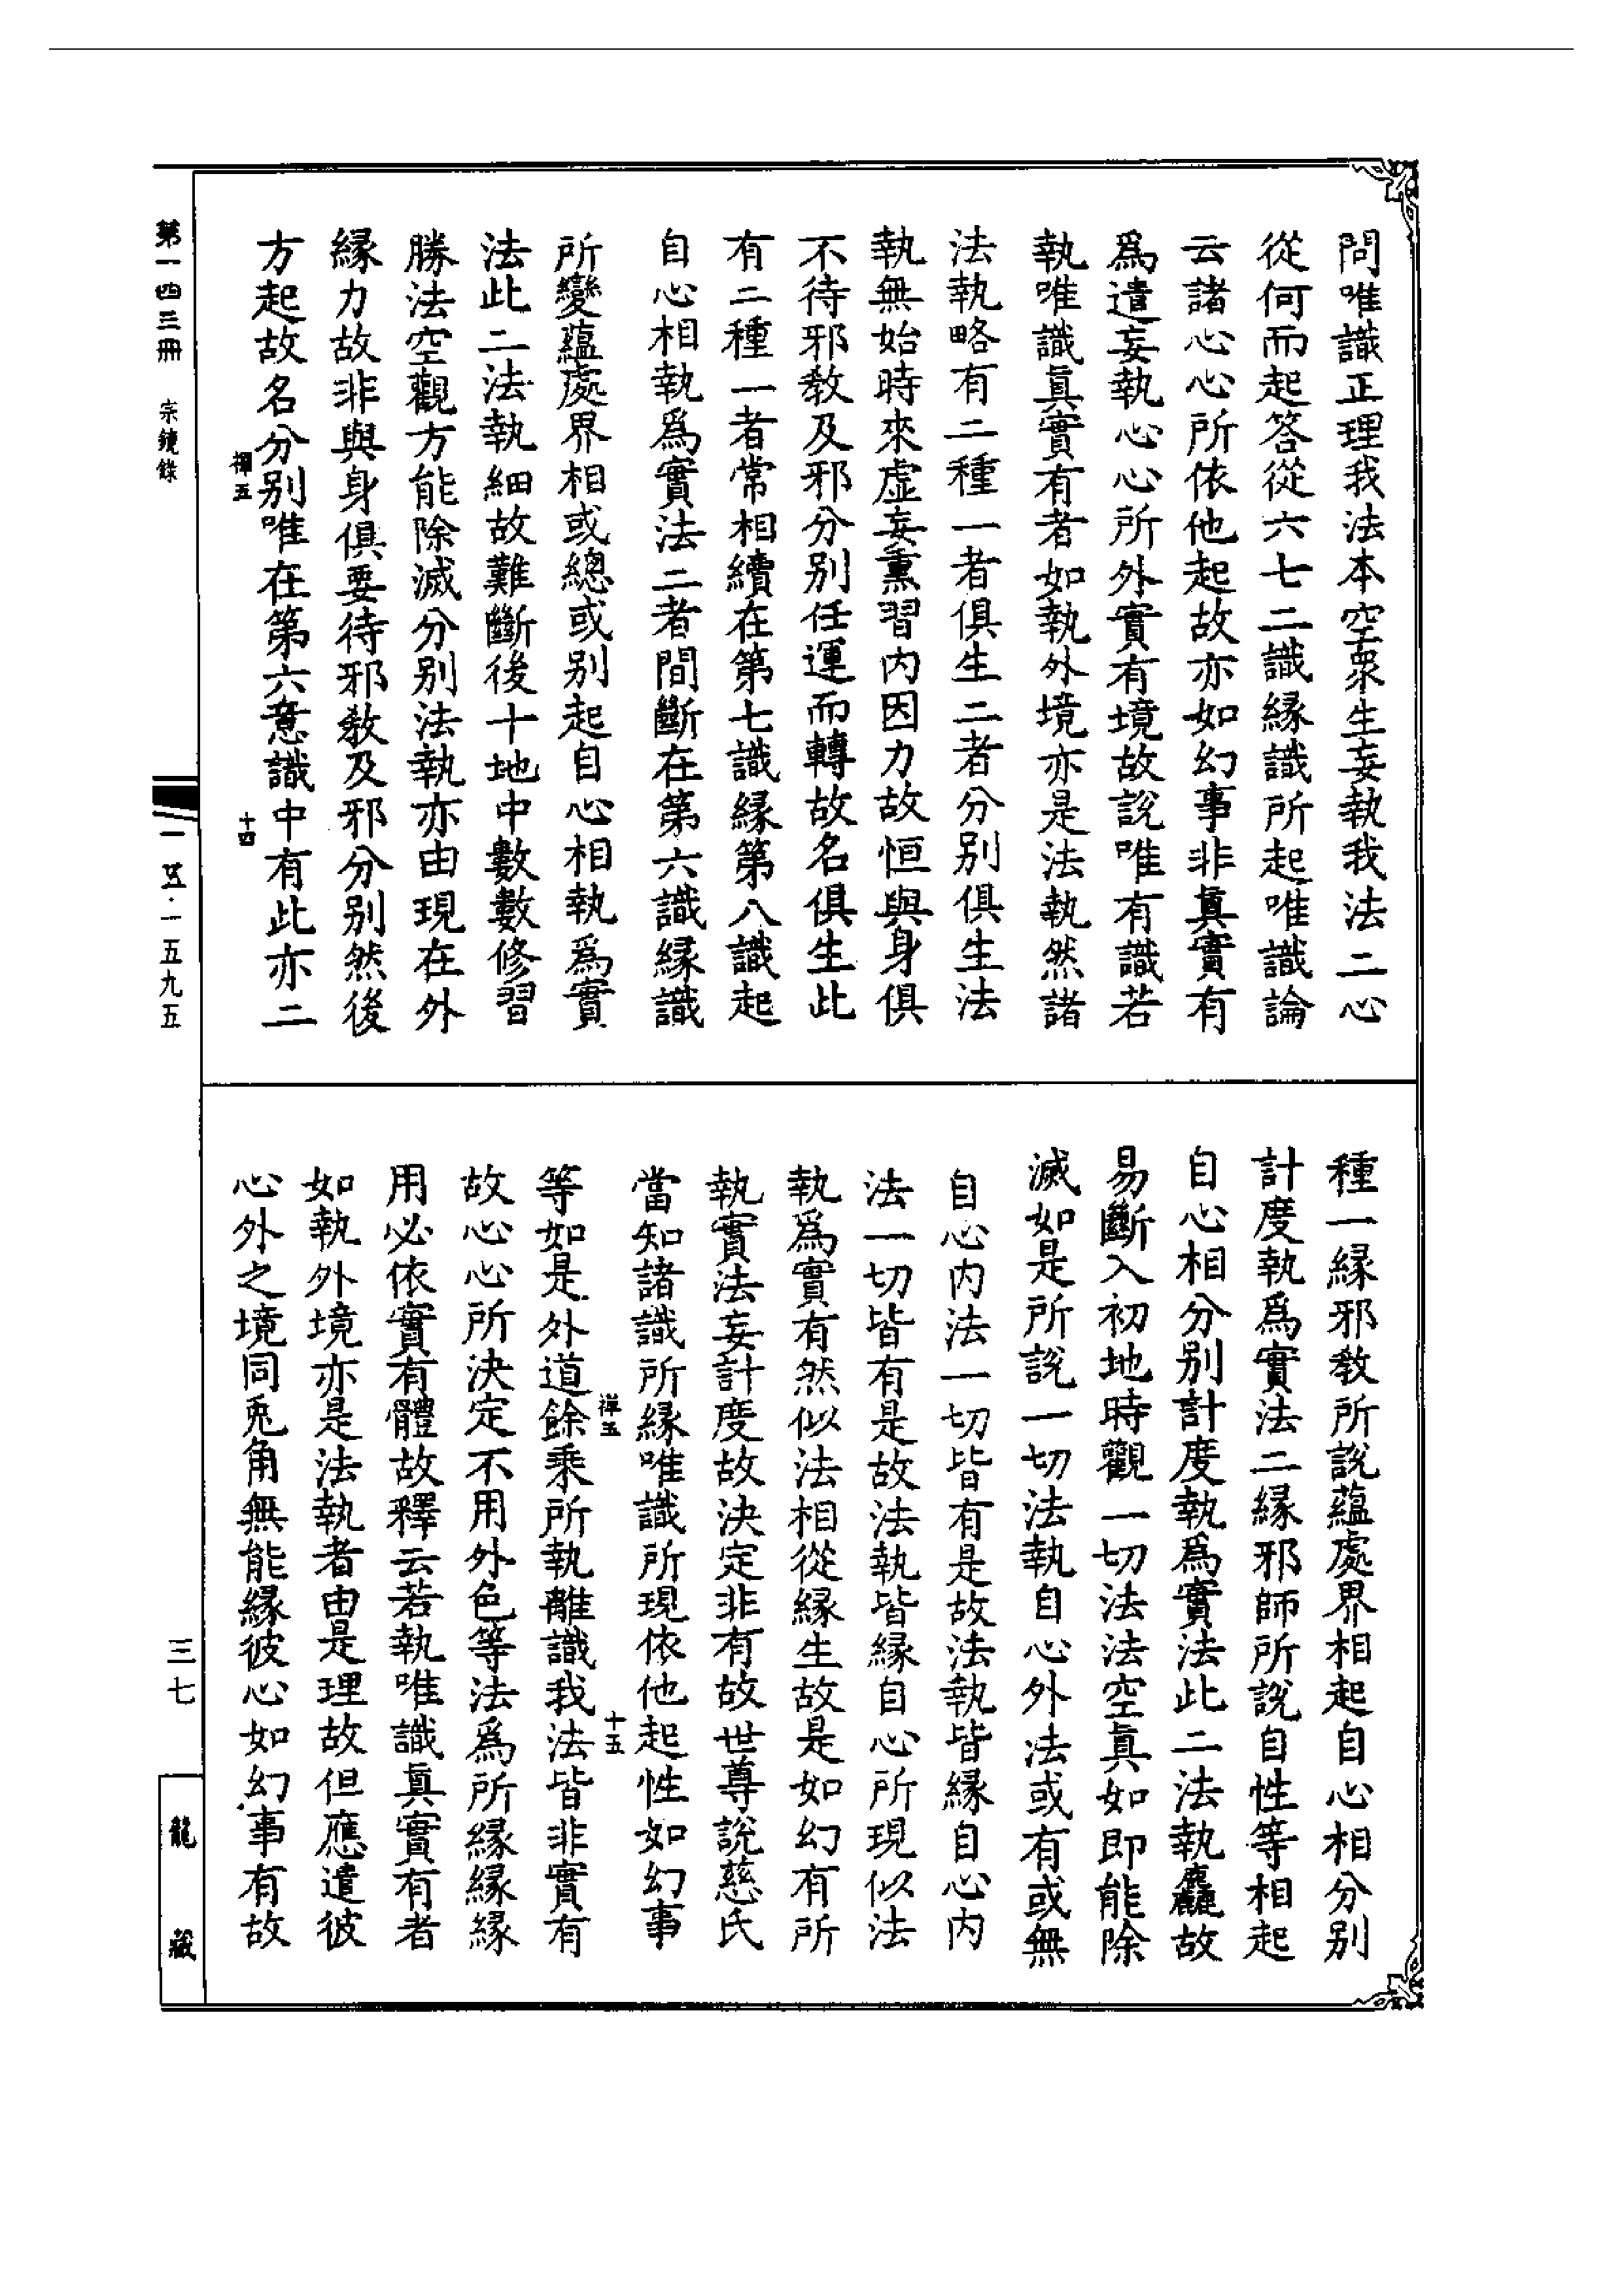 問唯識正理我法本空衆生妄執我法二心
從何而起答從六七二識緣識所起唯識論
云諸心心所依他起故亦如幻事非眞實有
爲遣妄執心心所外實有境故說唯有識若
執唯識眞實有者如執外境亦是法執然諸
法執略有二種一者俱生二者分別俱生法
執無始時來虛妄熏習內因力故恒與身俱
不待邪教及邪分別任運而轉故名俱生此
有二種一者常相續在第七識緣第八識起
自心相執爲實法二者間斷在第六識緣識
所變蘊處界相或總或別起自心相執爲實
法此二法執細故難斷後十地中數數修習
勝法空觀方能除滅分別法執亦由現在外
緣力故非與身俱要待邪教及邪分別然後
方起故名分別唯在第六意識中有此亦二
禪五
十四
種一緣邪教所說蘊處界相起自心相分別
計度執爲實法二緣邪師所說自性等相起
自心相分別計度執爲實法此二法執麤故
易斷入初地時觀一切法法空眞如即能除
滅如是所說一切法執自心外法或有或無
自心內法一切皆有是故法執皆緣自心內
法一切皆有是故法執皆緣自心所現似法
執爲實有然似法相從緣生故是如幻有所
執實法妄計度故決定非有故世尊說慈氏
當知諸識所緣唯識所現依他起性如幻事
禪五
十五
等如是外道餘乘所執離識我法皆非實有
故心心所決定不用外色等法爲所緣緣緣
用必依實有體故釋云若執唯識眞實有者
如執外境亦是法執者由是理故但應遣彼
心外之境同兎角無能緣彼心如幻事有故
第一四三冊 宗鏡錄
一五五·一五九五
三七
龍藏